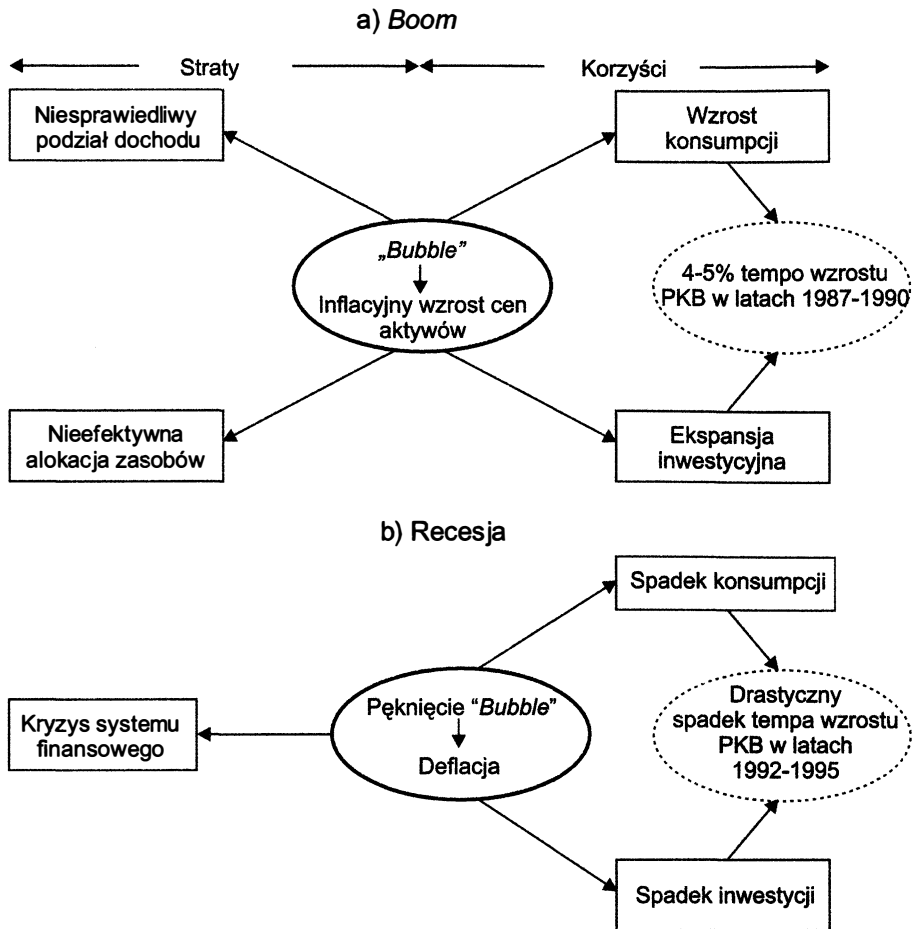 a) Boom
Straty
Korzyści
Niesprawiedliwy
podział dochodu
Wzrost
konsumpcji
„Bubble”
Inflacyjny wzrost cen
aktywów
4-5% tempo wzrostu
PKB w latach 1987-1990
Nieefektywna
alokacja zasobów
Ekspansja
inwestycyjna
b) Recesja
Spadek konsumpcji
Kryzys systemu
finansowego
Pęknięcie “Bubble”
Deflacja
Drastyczny
spadek tempa wzrostu
PKB w latach
1992-1995
Spadek inwestycji